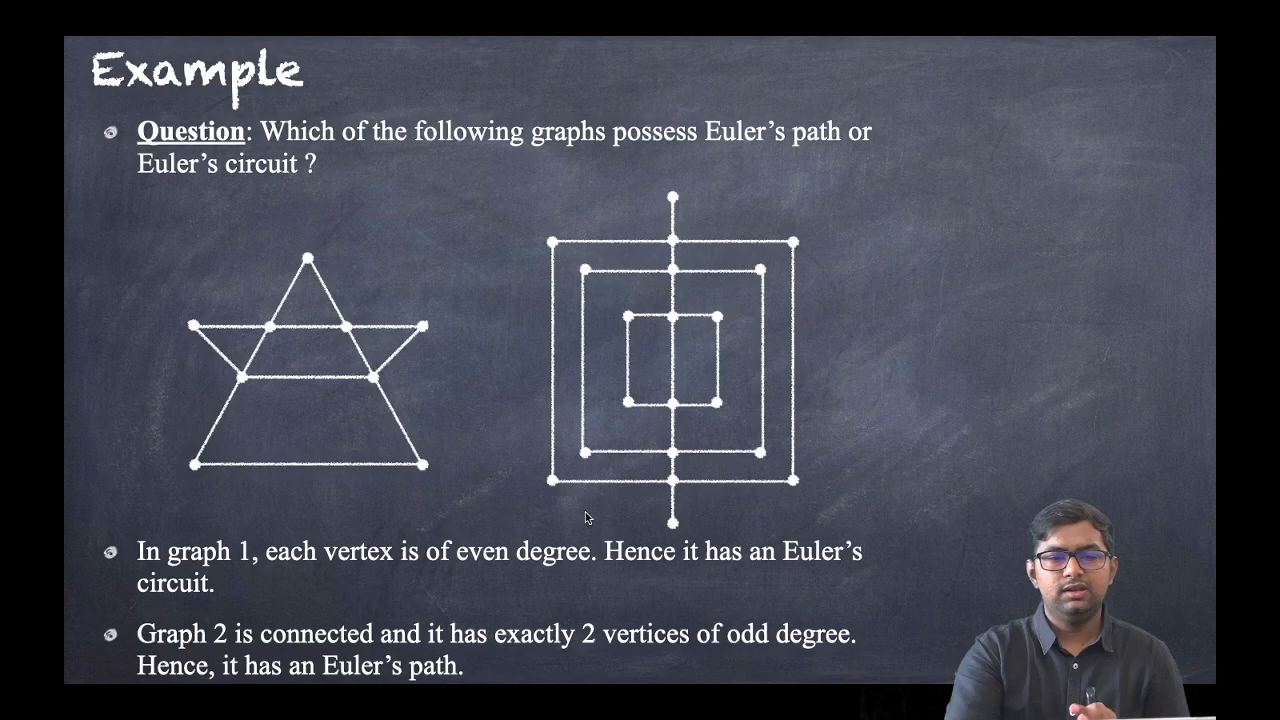 Example
Question: Which of the following graphs possess Euler’s path or
Euler’s circuit ?
In graph 1, each vertex is of even degree. Hence it has an Euler’s
circuit.
Graph 2 is connected and it has exactly 2 vertices of odd degree.
Hence, it has an Euler’s path.